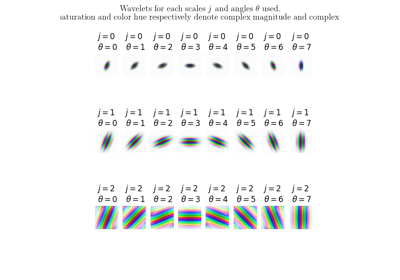 Wavelets for each scales j and angles θ used.
saturation and color hue respectively denote complex magnitude and complex
j = 0 j = 0 j = 0 j = 0 j = 0 j = 0 j = 0 j = 0
θ = 0 θ = 1 θ = 2 θ = 3 θ = 4 θ = 5 θ = 6 θ = 7
j = 1 j = 1 j = 1 j = 1 j = 1 j = 1 j = 1 j = 1
θ = 0 θ = 1 θ = 2 θ = 3 θ = 4 θ = 5 θ = 6 θ = 7
j = 2 j = 2 j = 2 j = 2 j = 2 j = 2 j = 2 j = 2
θ = 0 θ = 1 θ = 2 θ = 3 θ = 4 θ = 5 θ = 6 θ = 7